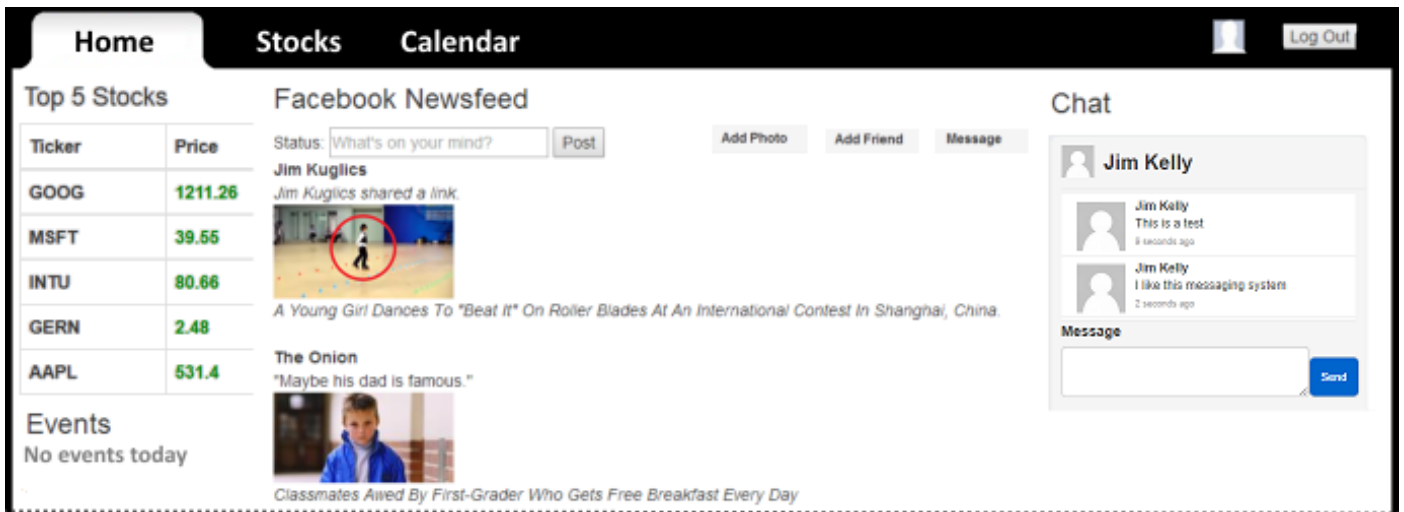 Home Stocks Calendar Log Out
Top 5 Stocks
Ticker Price
GOOG 1211.26
MSFT 39.55
INTU 80.66
GERN 2.48
AAPL 531.4
Events
No events today
Facebook Newsfeed
Status: What's on your mind? Post Add Photo Add Friend Message
Jim Kuglics
Jim Kuglics shared a link.
A Young Girl Dances To "Beat It" On Roller Blades At An International Contest In Shanghai, China.
The Onion
"Maybe his dad is famous."
Classmates Awed By First-Grader Who Gets Free Breakfast Every Day
Chat
Jim Kelly
Jim Kelly
This is a test
9 seconds ago
Jim Kelly
I like this messaging system
2 seconds ago
Message
Send